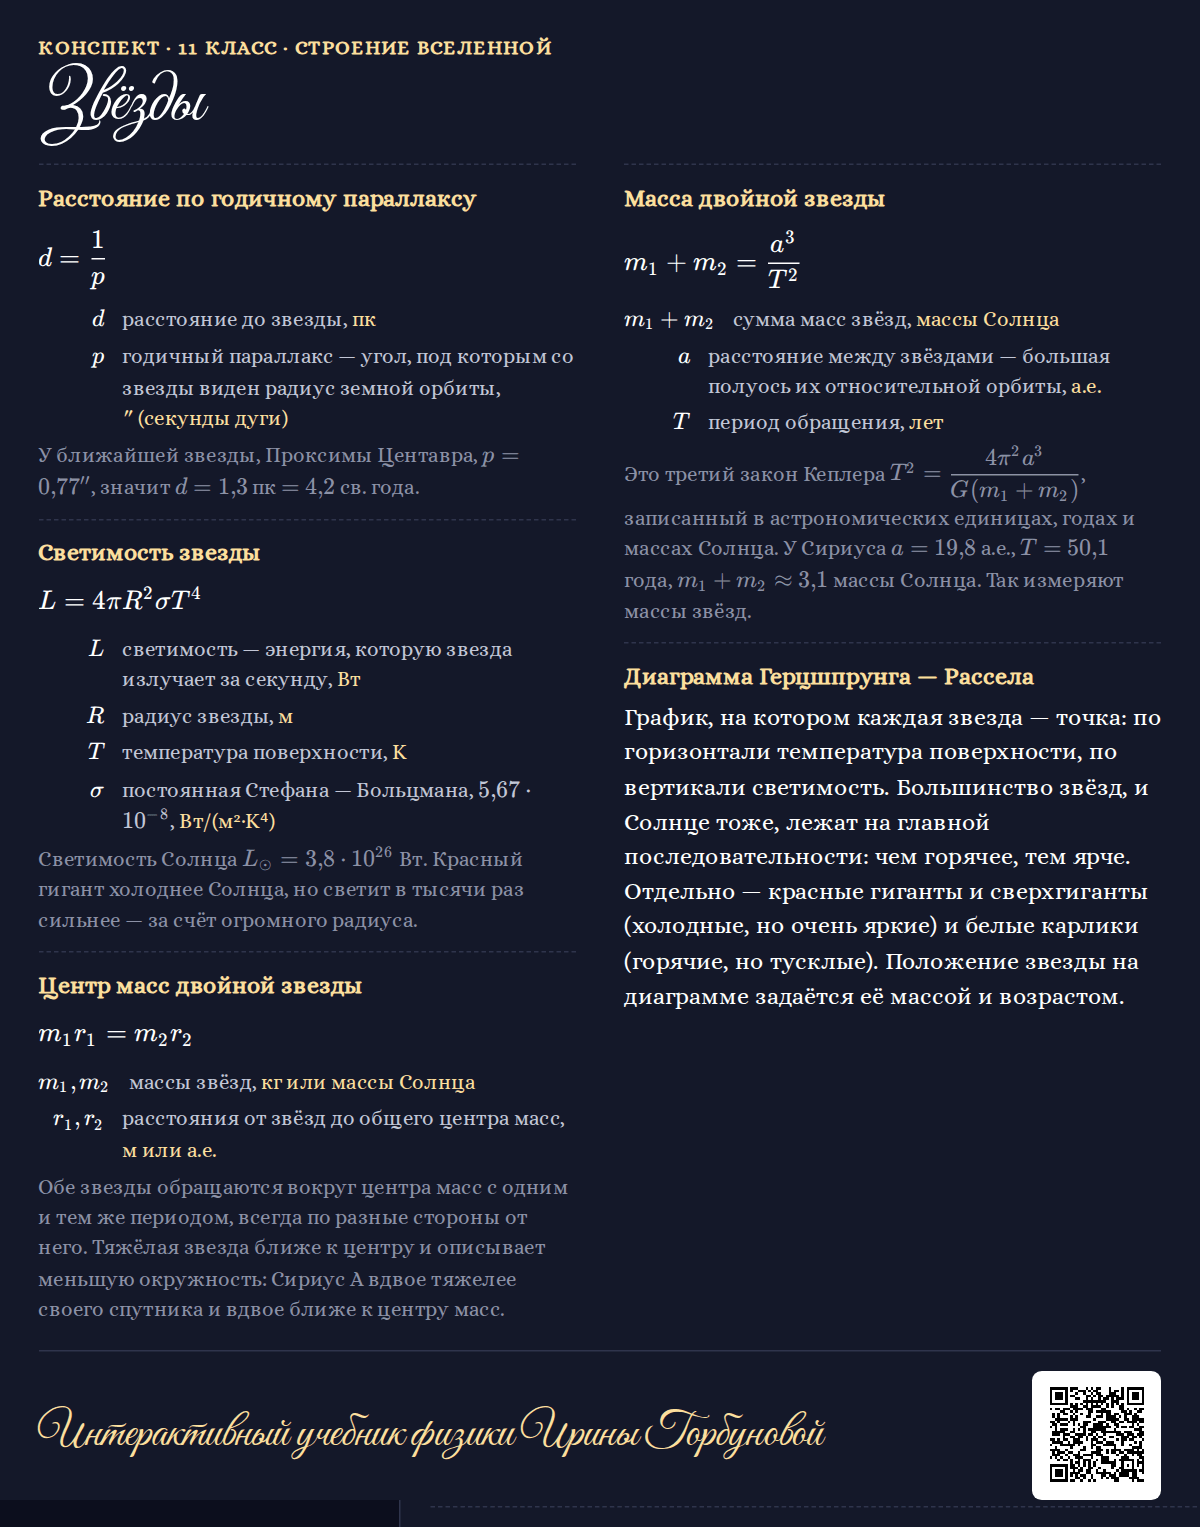 КОНСПЕКТ · 11 КЛАСС · СТРОЕНИЕ ВСЕЛЕННОЙ
Звёзды
Расстояние по годичному параллаксу
d = 1/p
d расстояние до звезды, пк
p годичный параллакс — угол, под которым со
звезды виден радиус земной орбиты,
″ (секунды дуги)
У ближайшей звезды, Проксимы Центавра, p =
0,77″, значит d = 1,3 пк = 4,2 св. года.
Светимость звезды
L = 4πR²σT⁴
L светимость — энергия, которую звезда
излучает за секунду, Вт
R радиус звезды, м
T температура поверхности, К
σ постоянная Стефана — Больцмана, 5,67 ·
10⁻⁸, Вт/(м²·К⁴)
Светимость Солнца L☉ = 3,8 · 10²⁶ Вт. Красный
гигант холоднее Солнца, но светит в тысячи раз
сильнее — за счёт огромного радиуса.
Центр масс двойной звезды
m₁r₁ = m₂r₂
m₁, m₂ массы звёзд, кг или массы Солнца
r₁, r₂ расстояния от звёзд до общего центра масс,
м или а.е.
Обе звезды обращаются вокруг центра масс с одним
и тем же периодом, всегда по разные стороны от
него. Тяжёлая звезда ближе к центру и описывает
меньшую окружность: Сириус А вдвое тяжелее
своего спутника и вдвое ближе к центру масс.
Масса двойной звезды
m₁ + m₂ = a³/T²
m₁ + m₂ сумма масс звёзд, массы Солнца
a расстояние между звёздами — большая
полуось их относительной орбиты, а.е.
T период обращения, лет
Это третий закон Кеплера T² = 4π²a³/G(m₁ + m₂),
записанный в астрономических единицах, годах и
массах Солнца. У Сириуса a = 19,8 а.е., T = 50,1
года, m₁ + m₂ ≈ 3,1 массы Солнца. Так измеряют
массы звёзд.
Диаграмма Герцшпрунга — Рассела
График, на котором каждая звезда — точка: по
горизонтали температура поверхности, по
вертикали светимость. Большинство звёзд, и
Солнце тоже, лежат на главной
последовательности: чем горячее, тем ярче.
Отдельно — красные гиганты и сверхгиганты
(холодные, но очень яркие) и белые карлики
(горячие, но тусклые). Положение звезды на
диаграмме задаётся её массой и возрастом.
Интерактивный учебник физики Ирины Горбуновой